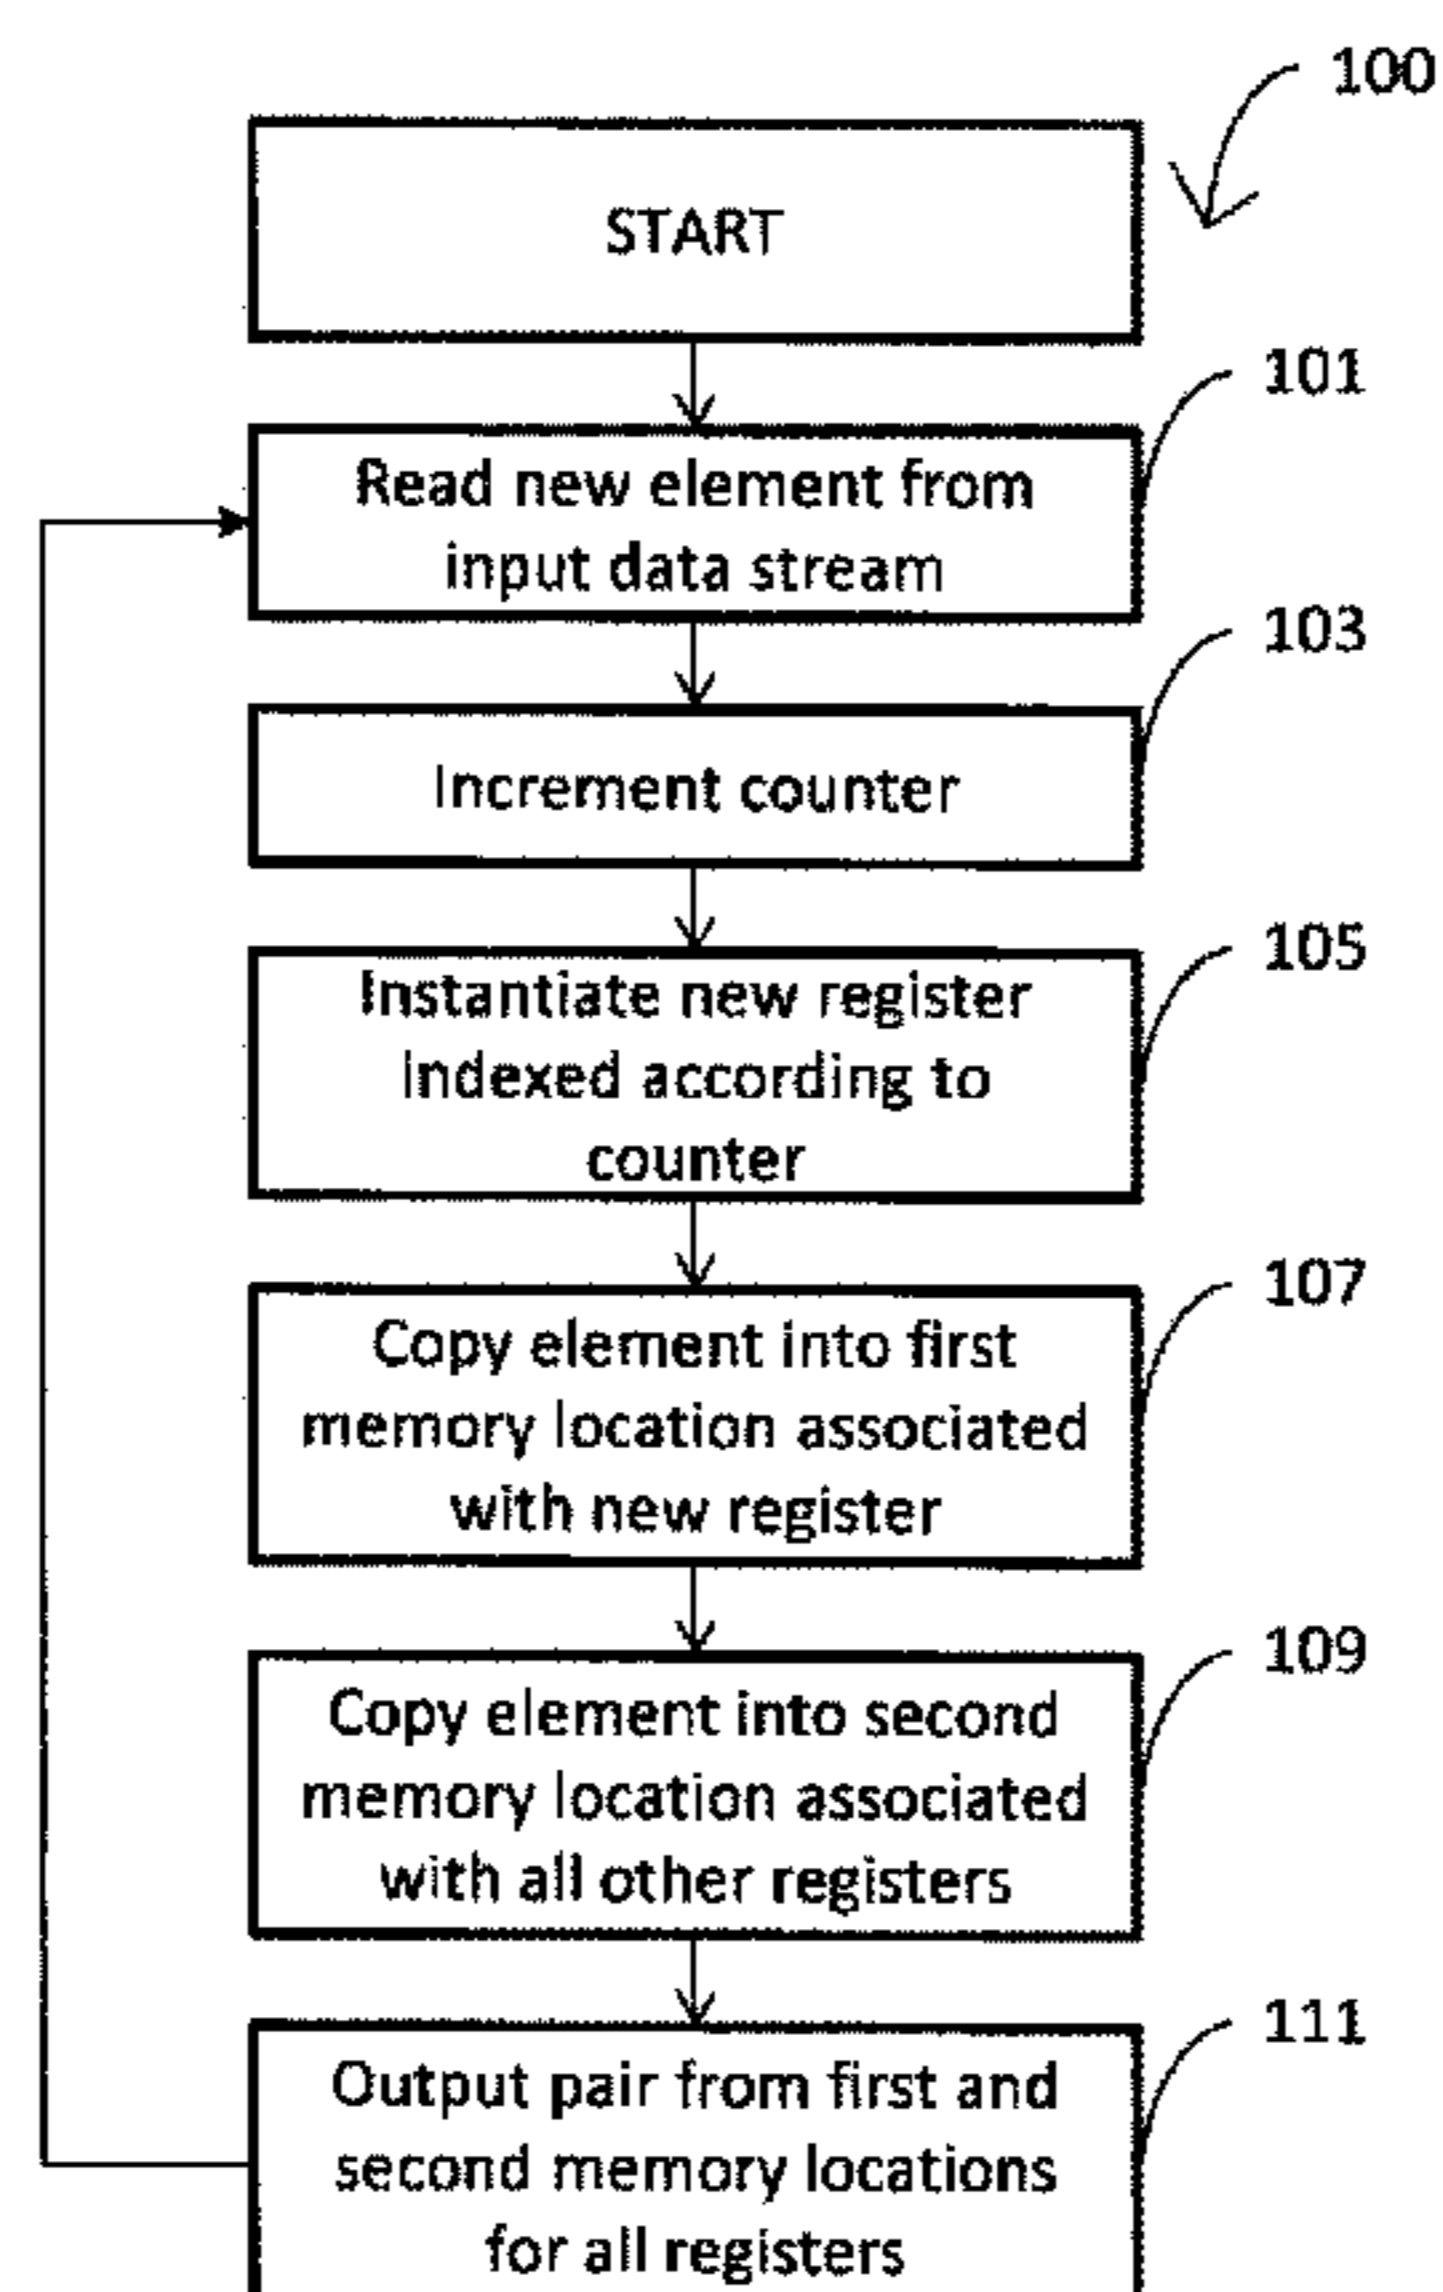 100
START
101
Read new element from
input data stream
103
Increment counter
105
Instantiate new register
indexed according to
counter
107
Copy element into first
memory location associated
with new register
109
Copy element into second
memory location associated
with all other registers
111
Output pair from first and
second memory locations
for all registers